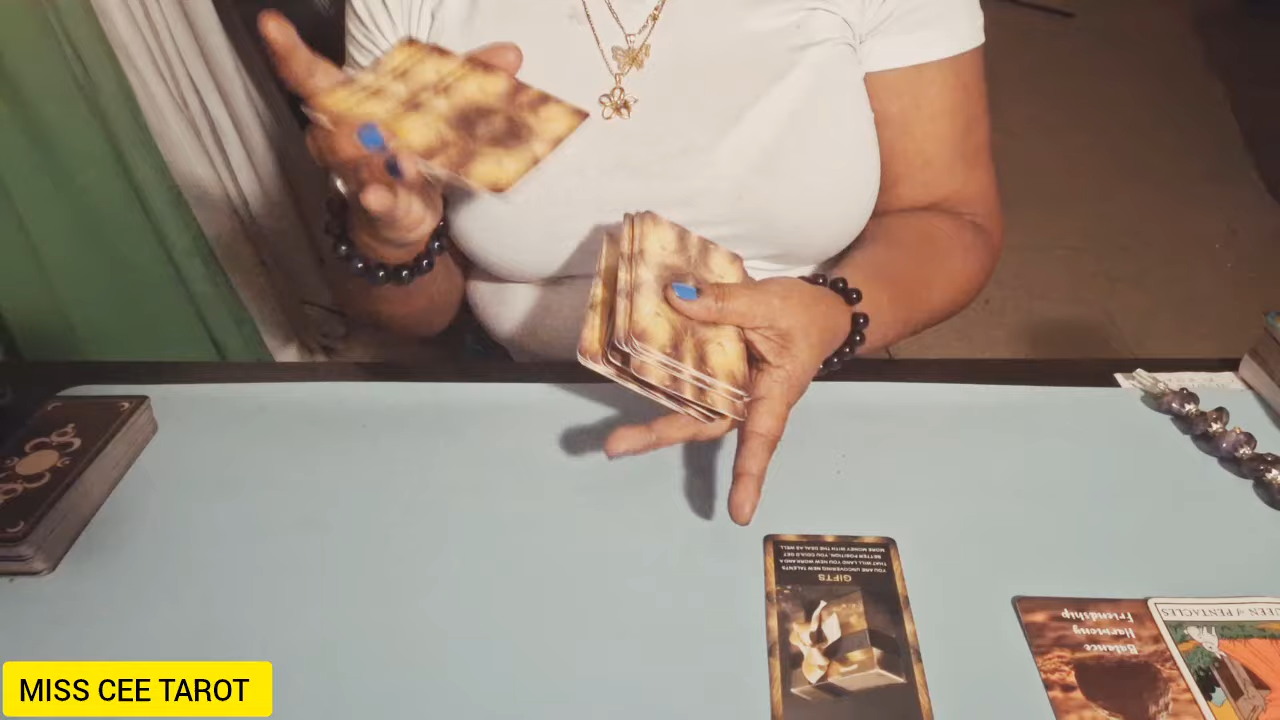 MORE MONEY WITH THE DEAL AS WELL
BETTER POSITION. YOU COULD GET
THAT WILL LAND YOU NEW WORK AND A
YOU ARE UNCOVERING NEW TALENTS
GIFTS
QUEEN of PENTACLES
Friendship
Harmony
Balance
MISS CEE TAROT